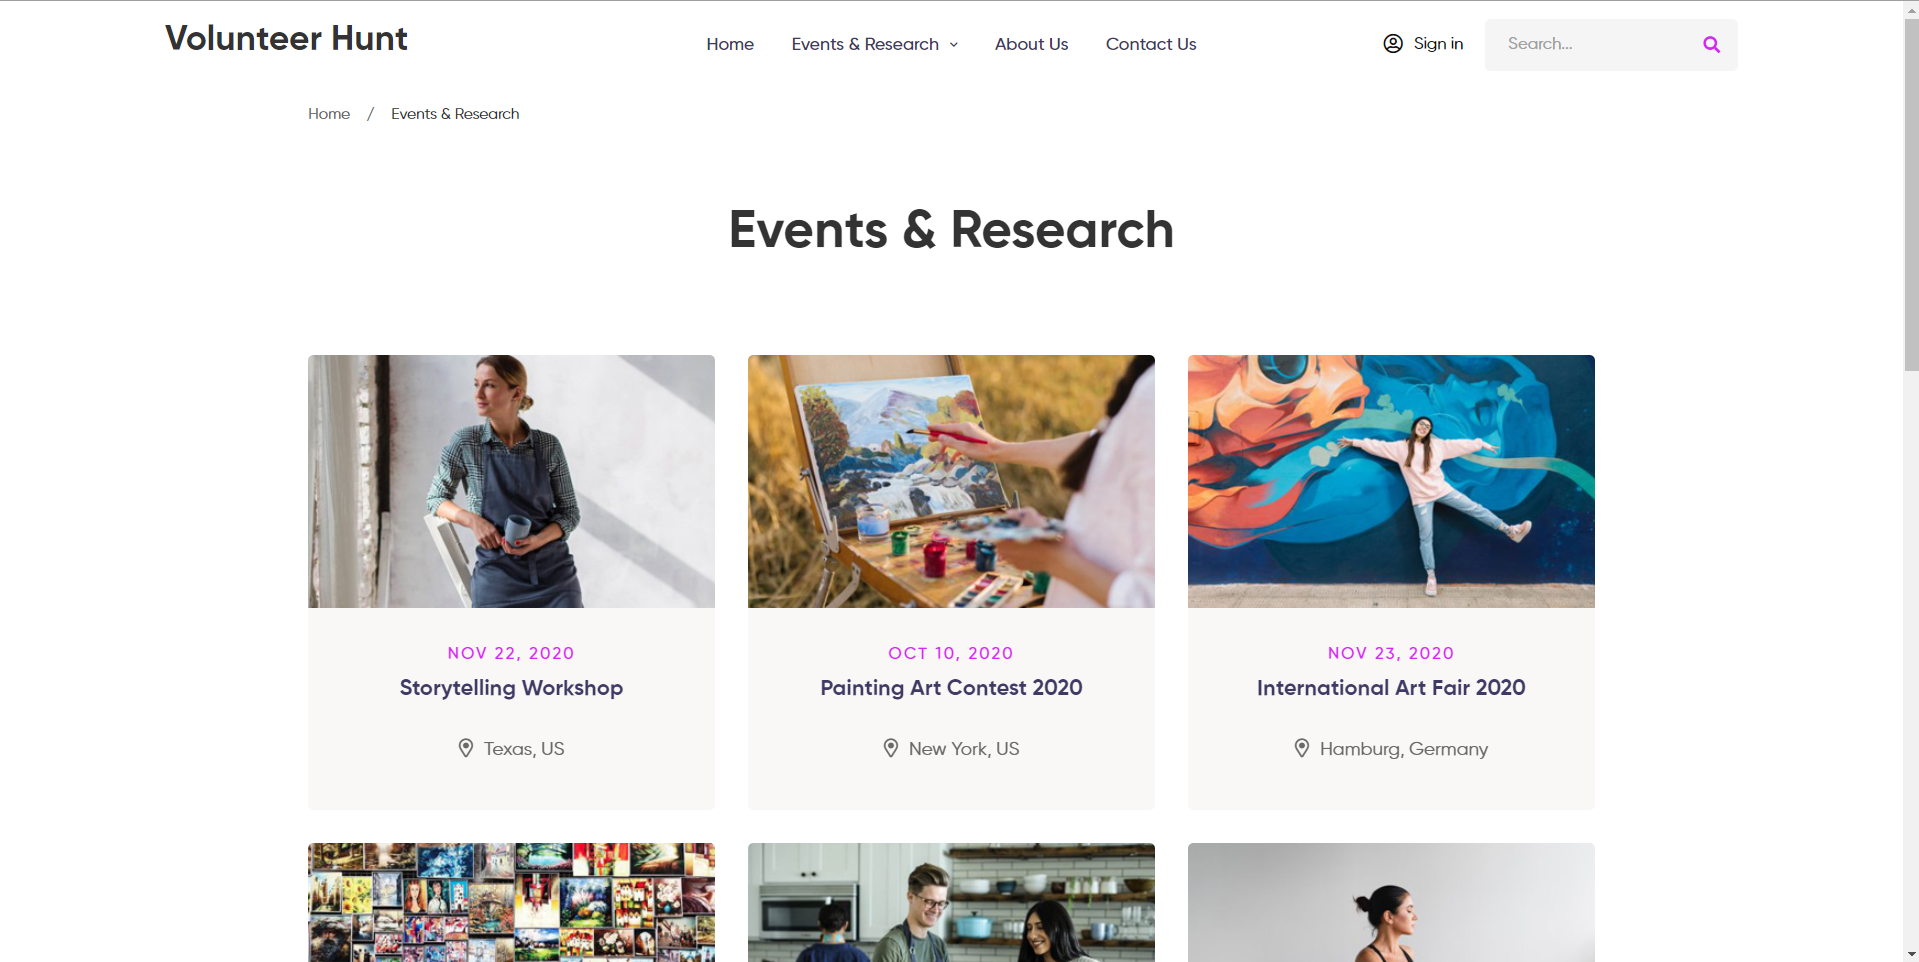 Volunteer Hunt
Home
Events & Research
About Us
Contact Us
Sign in
Search...
Home / Events & Research
Events & Research
NOV 22, 2020
Storytelling Workshop
Texas, US
OCT 10, 2020
Painting Art Contest 2020
New York, US
NOV 23, 2020
International Art Fair 2020
Hamburg, Germany